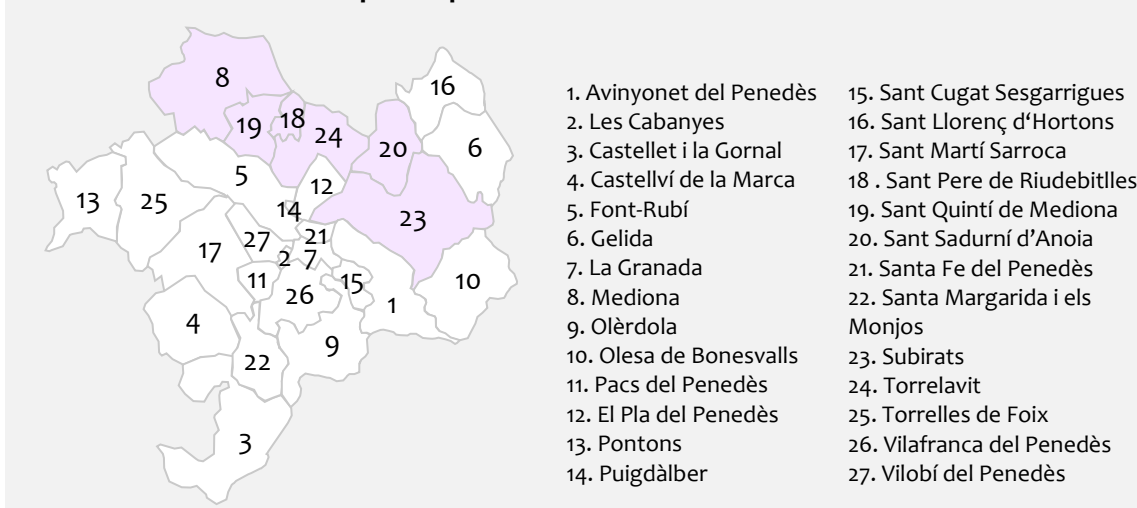 8
16
18
19
24
20
6
5
12
13
25
14
23
21
27
17
2
7
11
15
10
26
1
4
9
22
3
1. Avinyonet del Penedès
2. Les Cabanyes
3. Castellet i la Gornal
4. Castellví de la Marca
5. Font-Rubí
6. Gelida
7. La Granada
8. Mediona
9. Olèrdola
10. Olesa de Bonesvalls
11. Pacs del Penedès
12. El Pla del Penedès
13. Pontons
14. Puigdàlber
15. Sant Cugat Sesgarrigues
16. Sant Llorenç d‘Hortons
17. Sant Martí Sarroca
18 . Sant Pere de Riudebitlles
19. Sant Quintí de Mediona
20. Sant Sadurní d’Anoia
21. Santa Fe del Penedès
22. Santa Margarida i els
Monjos
23. Subirats
24. Torrelavit
25. Torrelles de Foix
26. Vilafranca del Penedès
27. Vilobí del Penedès